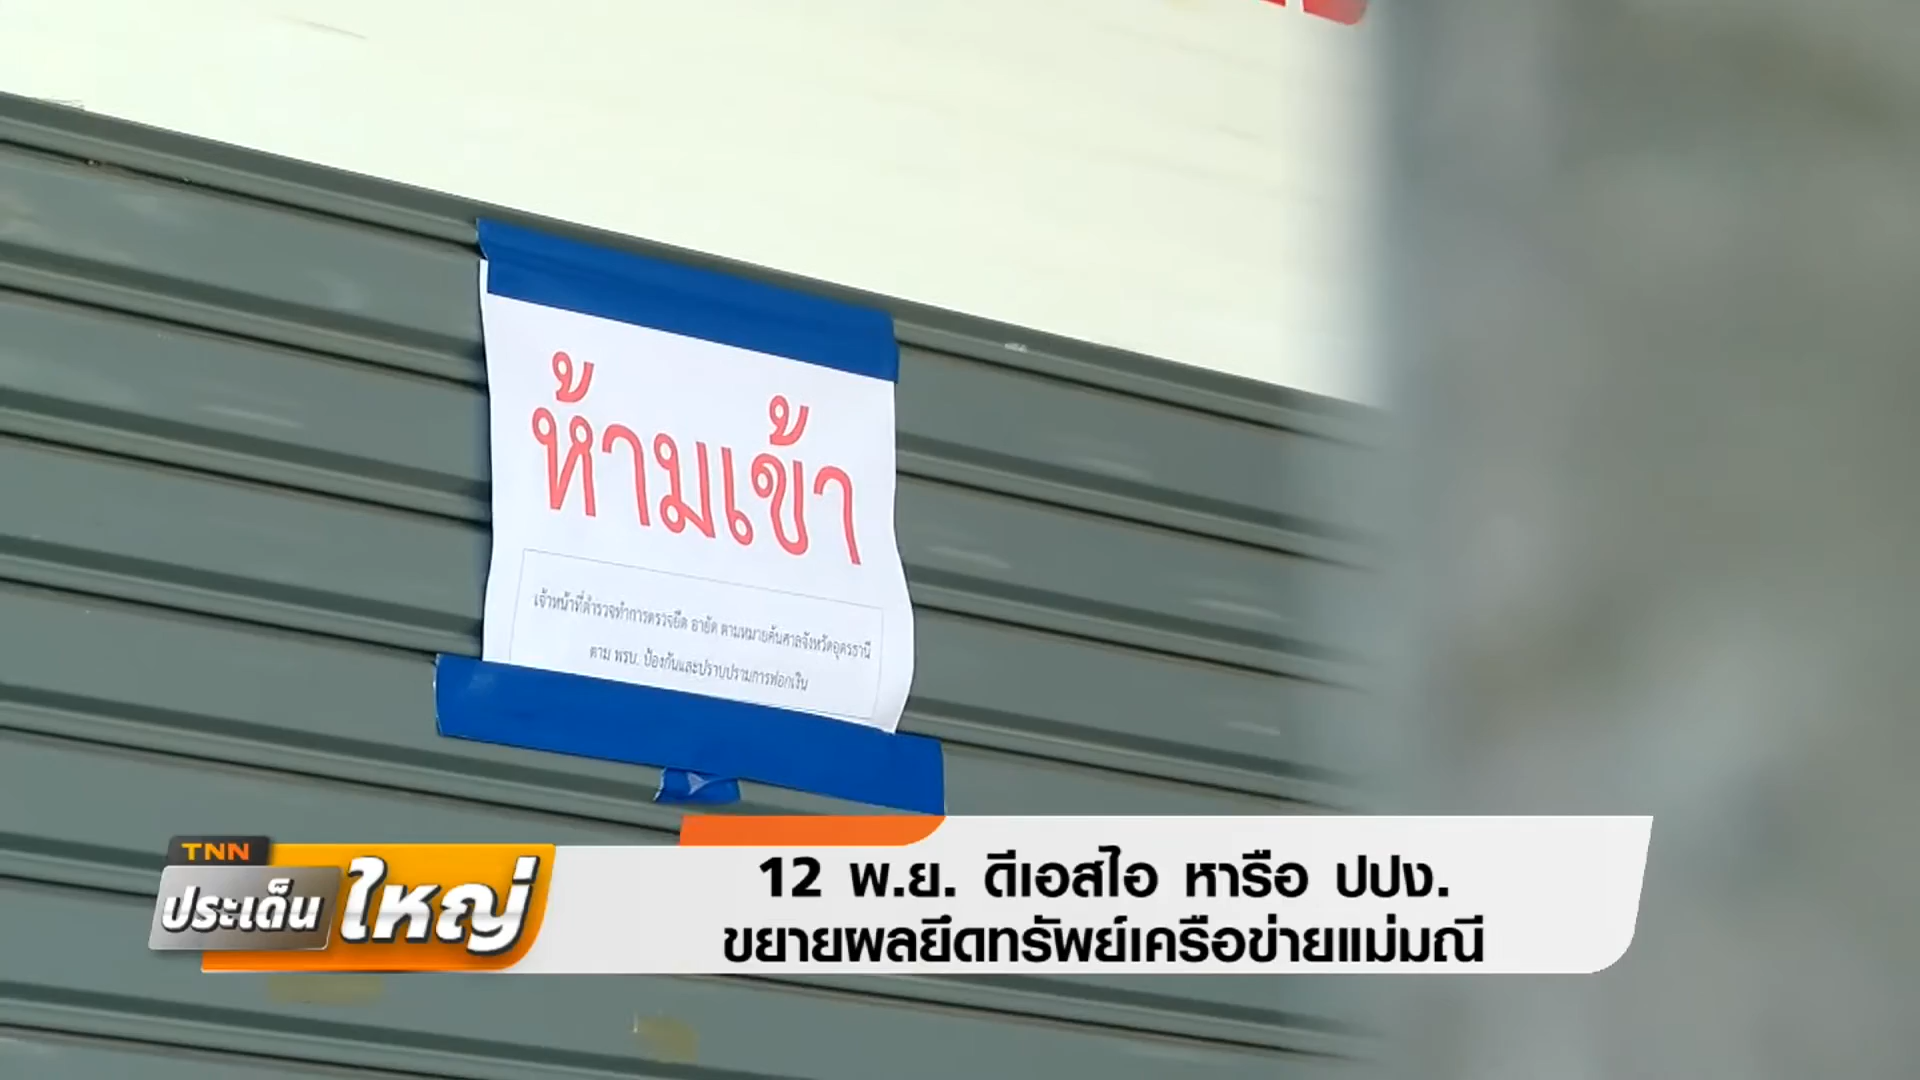 ห้ามเข้า
เจ้าหน้าที่ตำรวจทำการตรวจยึด อายัด ตามหมายค้นศาลจังหวัดอุดรธานี
ตาม พรบ. ป้องกันและปราบปรามการฟอกเงิน
TNN
ประเด็น ใหญ่
12 พ.ย. ดีเอสไอ หารือ ปปง.
ขยายผลยึดทรัพย์เครือข่ายแม่มณี